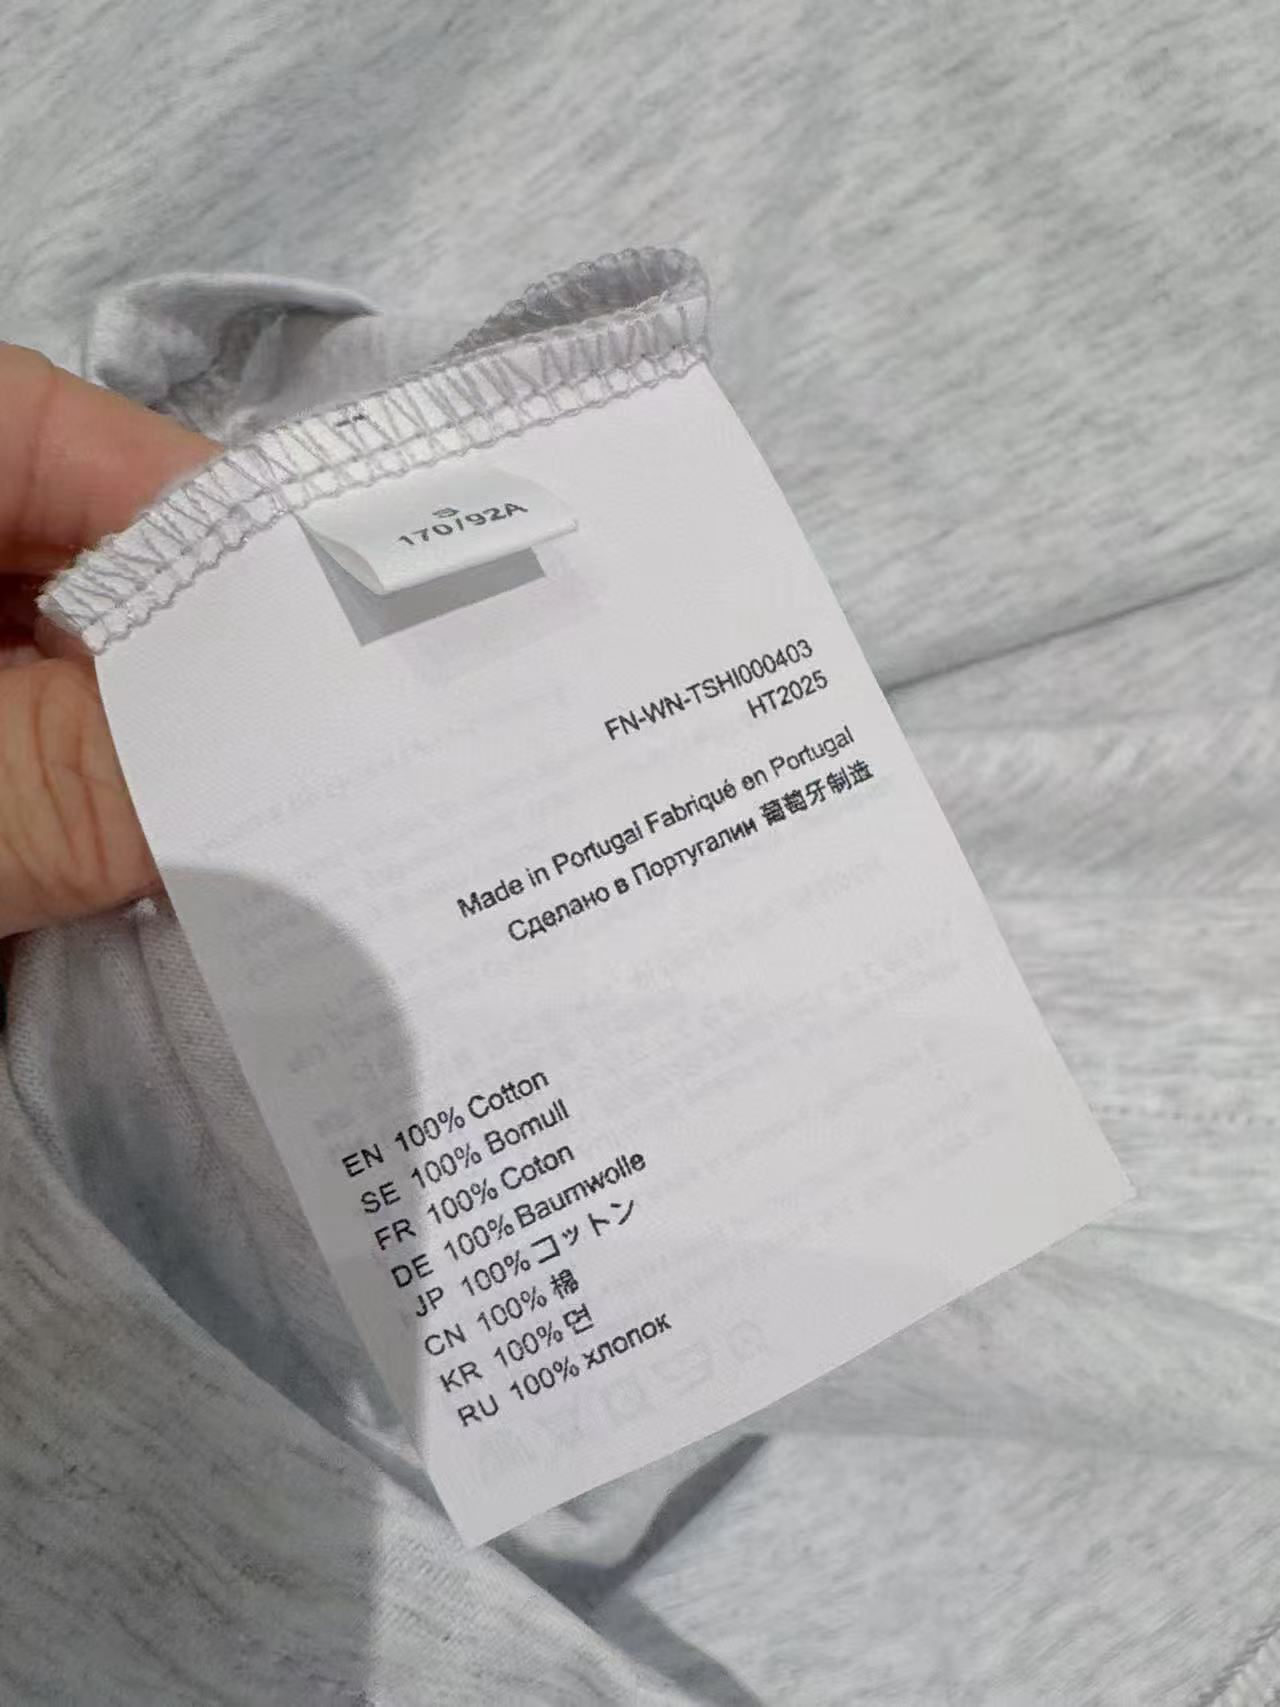 S
170/92A
FN-WN-TSHI000403
HT2025
Made in Portugal Fabriqué en Portugal
Сделано в Португалии 葡萄牙制造
EN 100% Cotton
SE 100% Bomull
FR 100% Coton
DE 100% Baumwolle
JP 100% コットン
CN 100% 棉
KR 100% 면
RU 100% хлопок